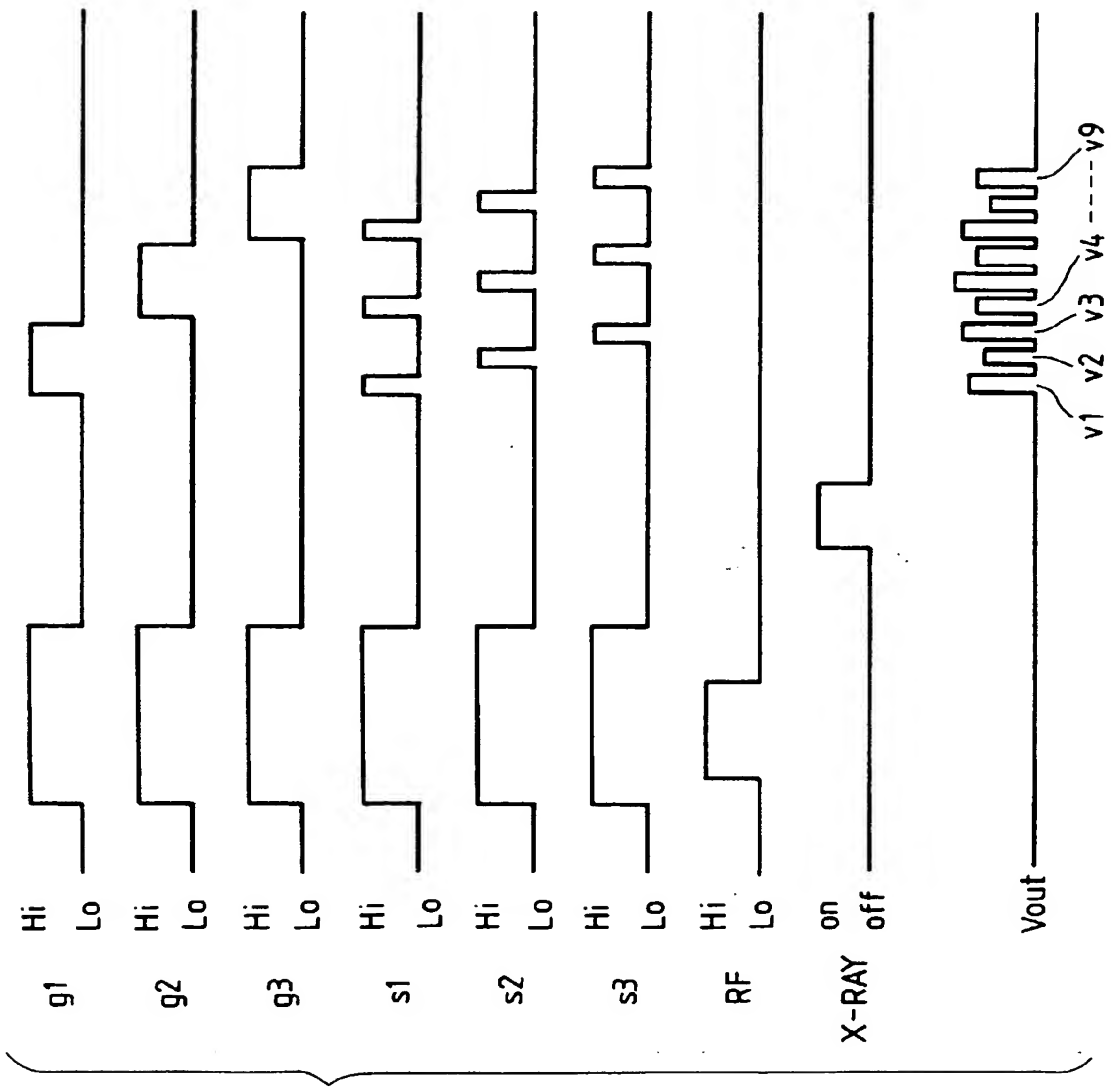 g1 Hi
Lo
g2 Hi
Lo
g3 Hi
Lo
s1 Hi
Lo
s2 Hi
Lo
s3 Hi
Lo
RF Hi
Lo
X-RAY on
off
Vout
v1 v2 v3 v4 ----- v9